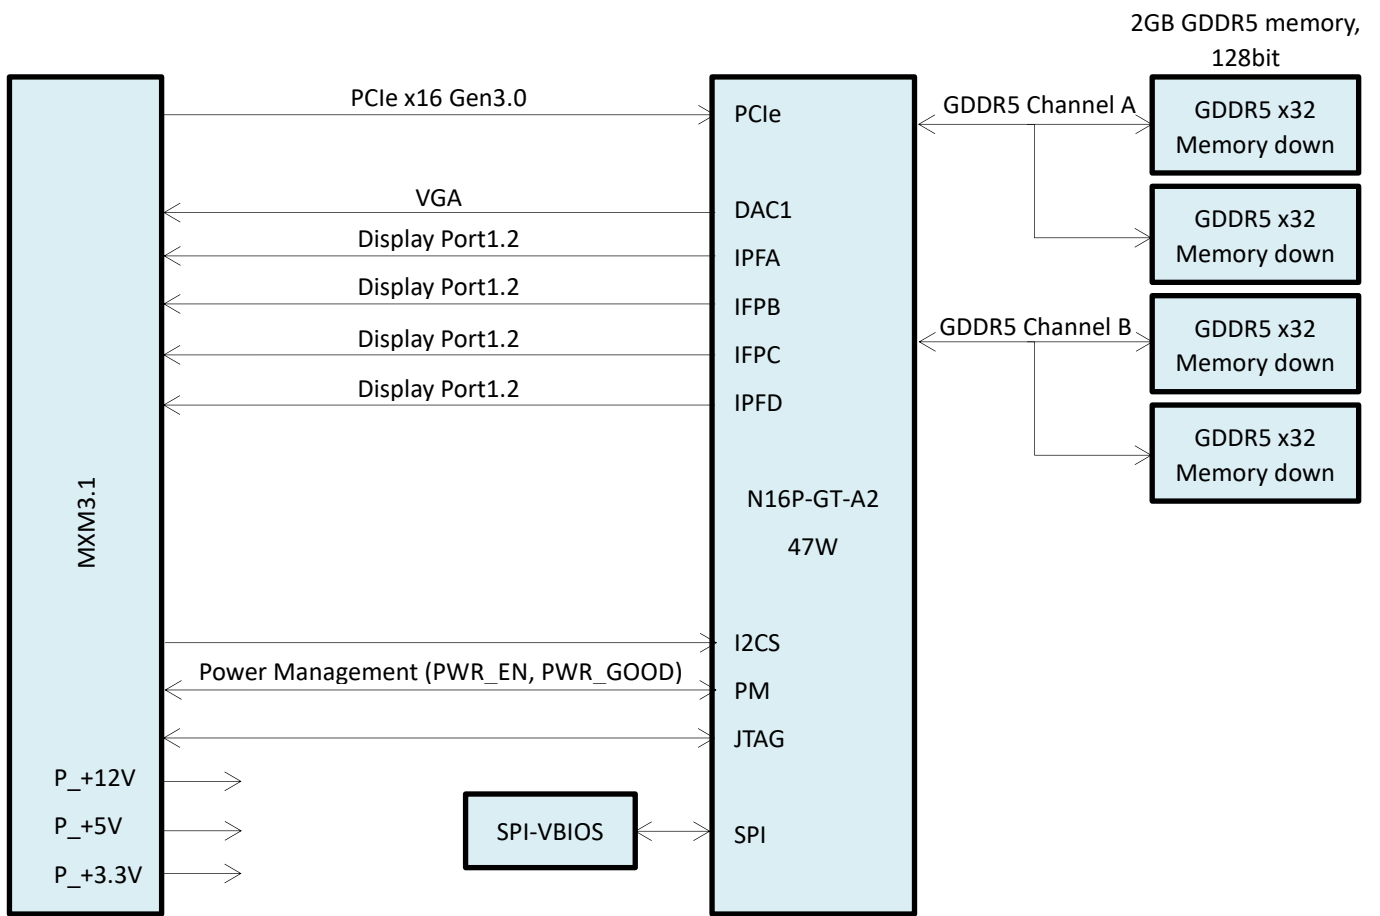 2GB GDDR5 memory,
128bit
PCIe x16 Gen3.0
PCIe
GDDR5 Channel A
GDDR5 x32
Memory down
VGA
DAC1
Display Port1.2
IPFA
GDDR5 x32
Memory down
Display Port1.2
IFPB
Display Port1.2
IFPC
GDDR5 Channel B
GDDR5 x32
Memory down
Display Port1.2
IPFD
GDDR5 x32
Memory down
MXM3.1
N16P-GT-A2
47W
I2CS
Power Management (PWR_EN, PWR_GOOD)
PM
JTAG
P_+12V
P_+5V
P_+3.3V
SPI-VBIOS
SPI